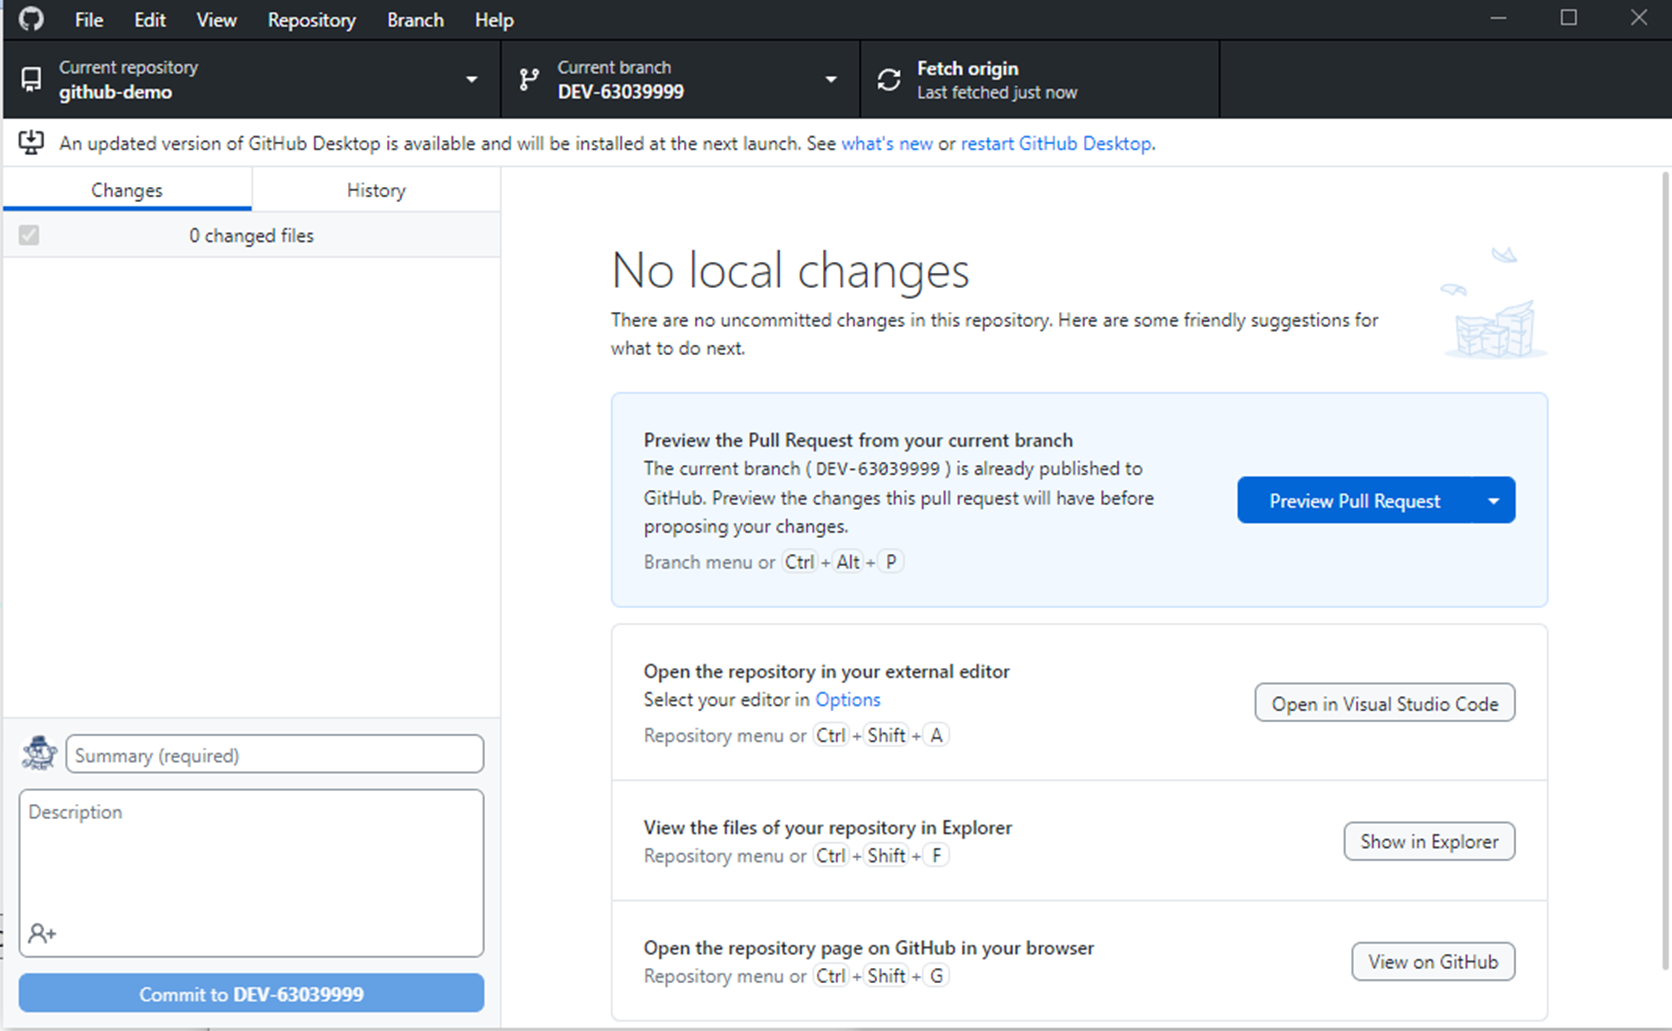 File Edit View Repository Branch Help
Current repository
github-demo
Current branch
DEV-63039999
Fetch origin
Last fetched just now
An updated version of GitHub Desktop is available and will be installed at the next launch. See what's new or restart GitHub Desktop.
Changes
History
0 changed files
No local changes
There are no uncommitted changes in this repository. Here are some friendly suggestions for
what to do next.
Preview the Pull Request from your current branch
The current branch ( DEV-63039999 ) is already published to
GitHub. Preview the changes this pull request will have before
proposing your changes.
Branch menu or Ctrl + Alt + P
Preview Pull Request
Open the repository in your external editor
Select your editor in Options
Repository menu or Ctrl + Shift + A
Open in Visual Studio Code
View the files of your repository in Explorer
Repository menu or Ctrl + Shift + F
Show in Explorer
Open the repository page on GitHub in your browser
Repository menu or Ctrl + Shift + G
View on GitHub
Summary (required)
Description
Commit to DEV-63039999